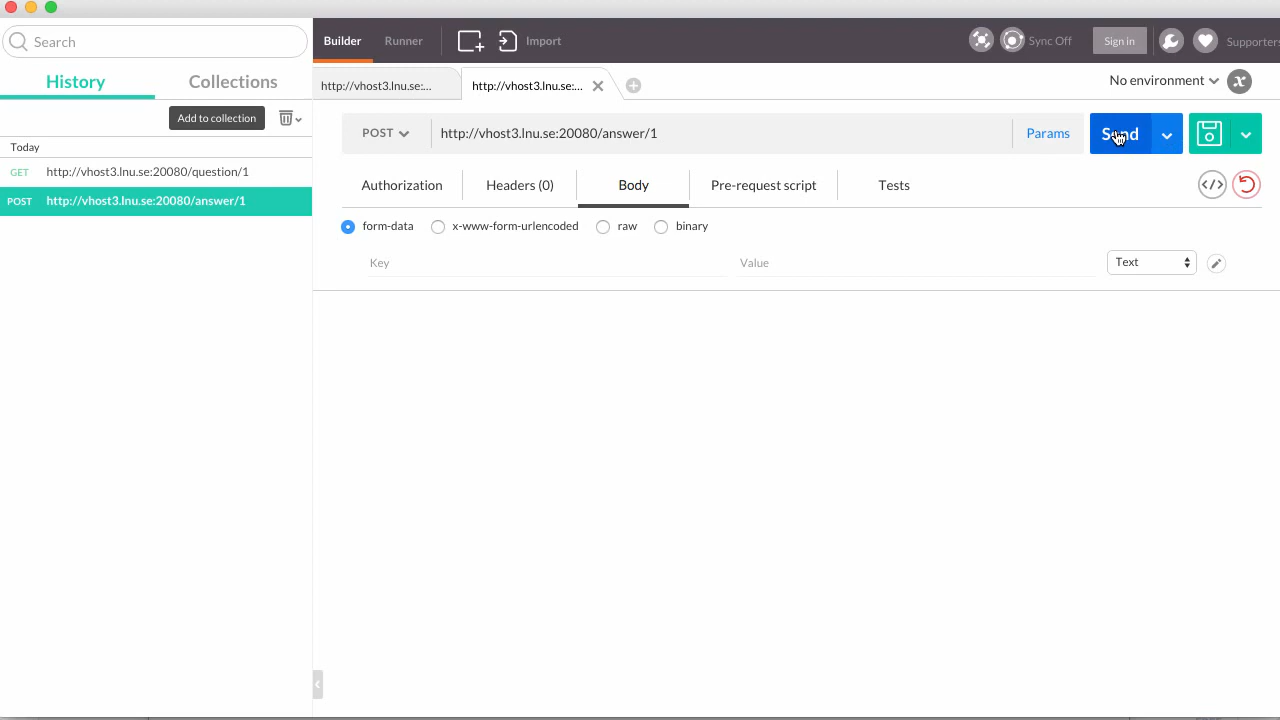 Search
Builder
Runner
Import
Sync Off
Sign in
Supporters
History
Collections
http://vhost3.lnu.se:...
http://vhost3.lnu.se:...
No environment
Add to collection
POST
http://vhost3.lnu.se:20080/answer/1
Params
Send
Today
GET http://vhost3.lnu.se:20080/question/1
POST http://vhost3.lnu.se:20080/answer/1
Authorization
Headers (0)
Body
Pre-request script
Tests
form-data
x-www-form-urlencoded
raw
binary
Key
Value
Text